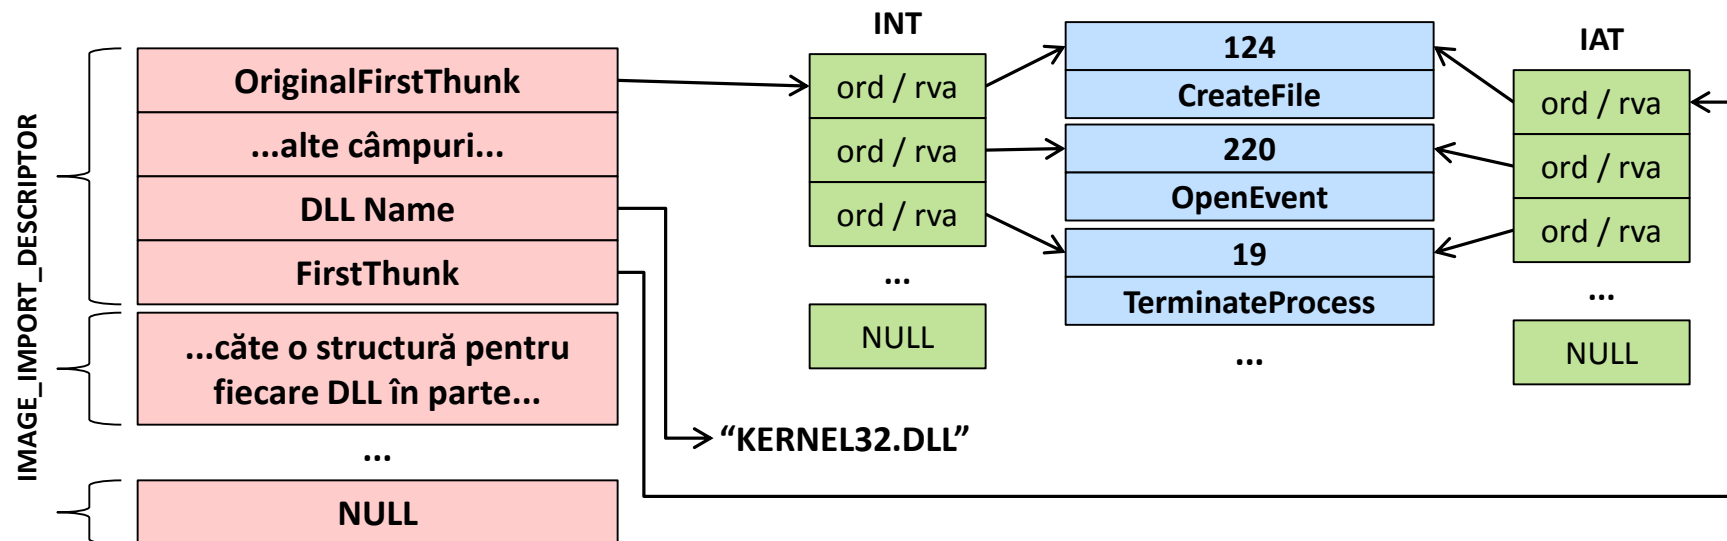 IMAGE_IMPORT_DESCRIPTOR
OriginalFirstThunk
...alte câmpuri...
DLL Name
FirstThunk
...căte o structură pentru
fiecare DLL în parte...
...
NULL
INT
ord / rva
ord / rva
ord / rva
...
NULL
“KERNEL32.DLL”
124
CreateFile
220
OpenEvent
19
TerminateProcess
...
IAT
ord / rva
ord / rva
ord / rva
...
NULL